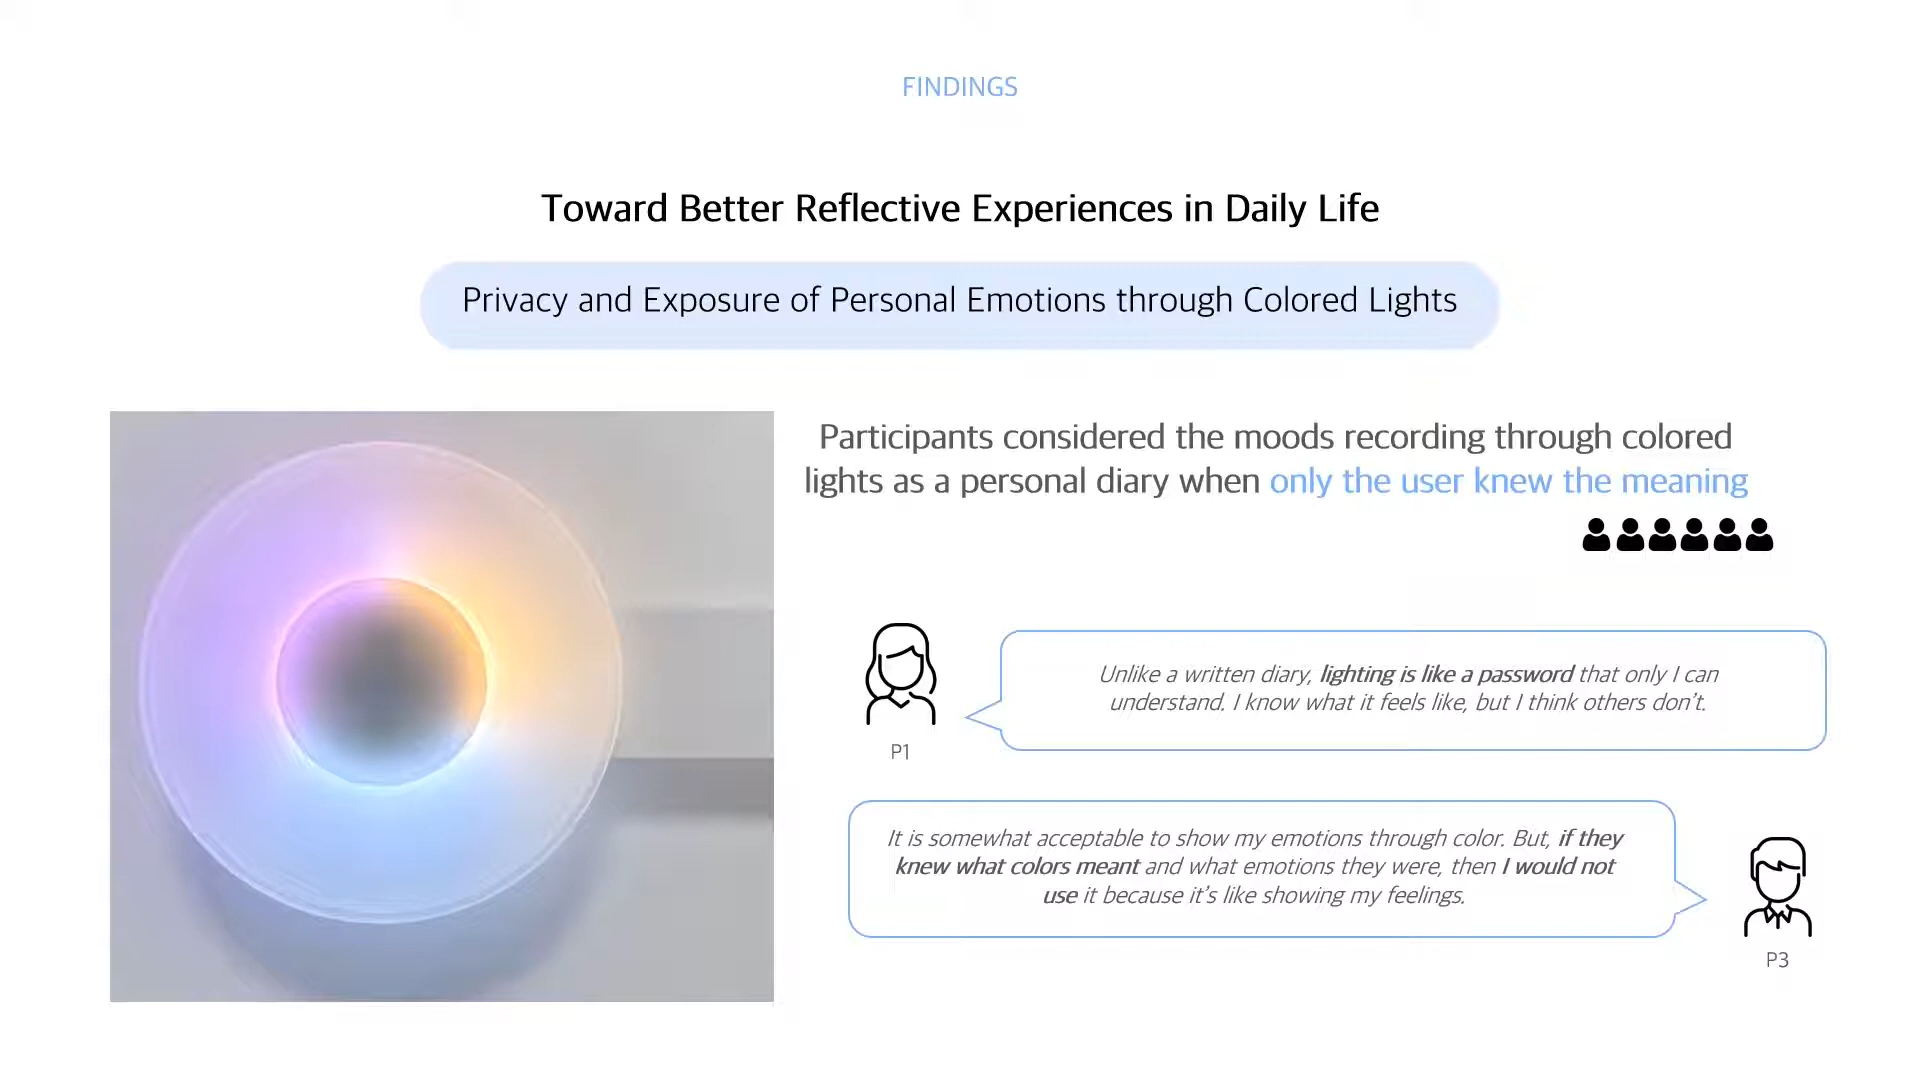 FINDINGS
Toward Better Reflective Experiences in Daily Life
Privacy and Exposure of Personal Emotions through Colored Lights
Participants considered the moods recording through colored
lights as a personal diary when only the user knew the meaning
Unlike a written diary, lighting is like a password that only I can
understand. I know what it feels like, but I think others don't.
P1
It is somewhat acceptable to show my emotions through color. But, if they
knew what colors meant and what emotions they were, then I would not
use it because it's like showing my feelings.
P3